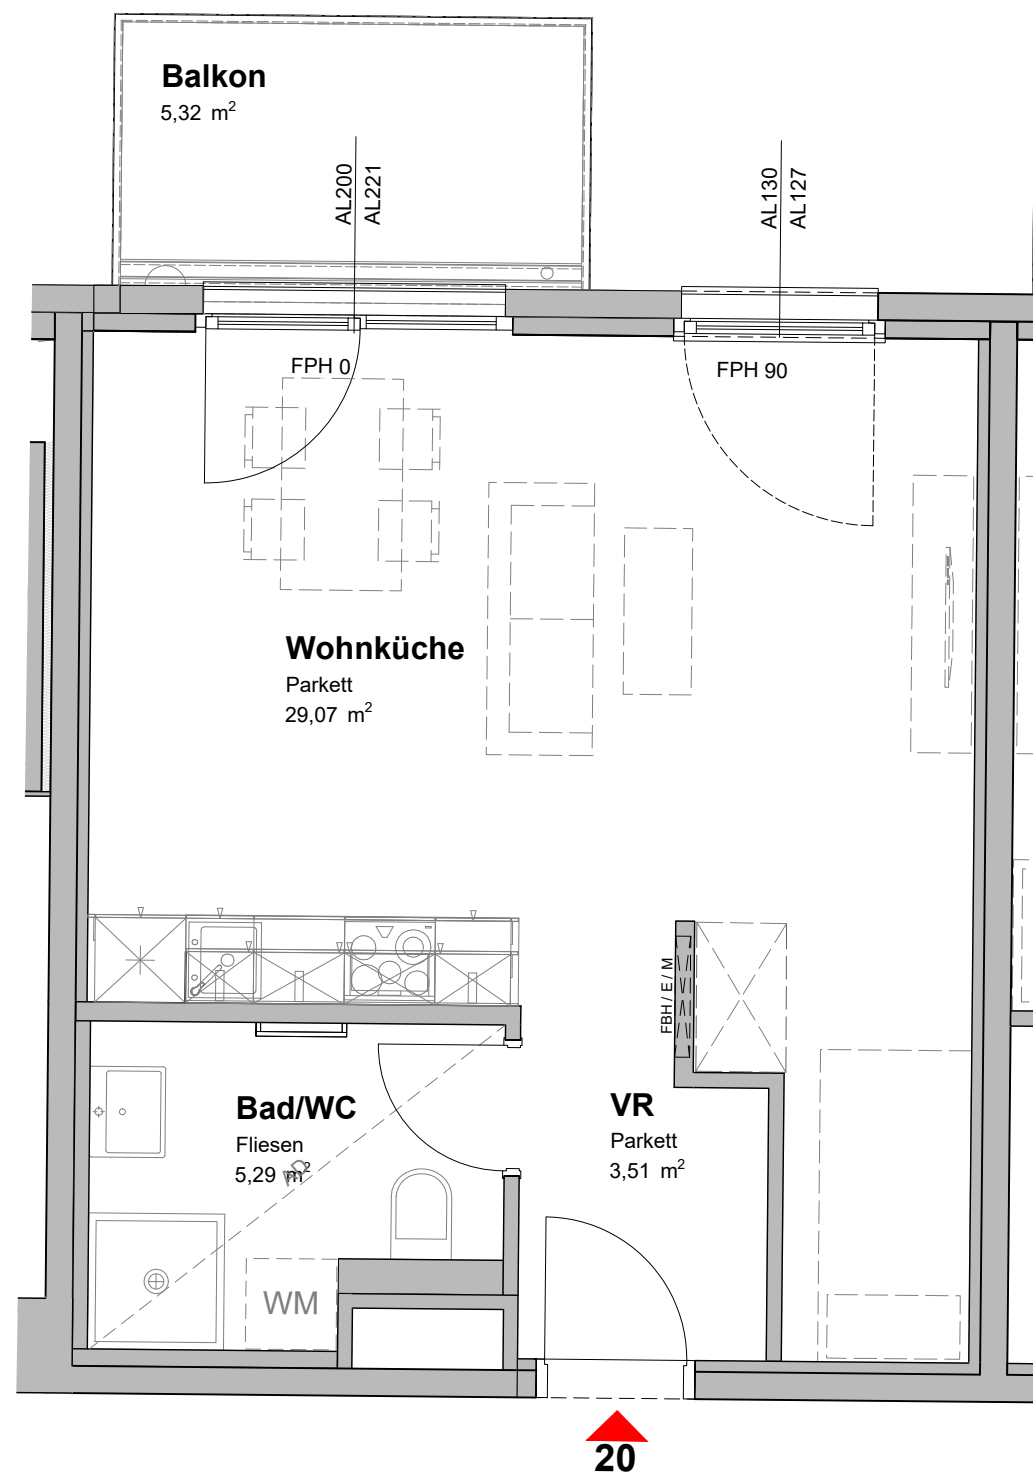 Balkon
5,32 m²
AL200
AL221
AL130
AL127
FPH 0
FPH 90
Wohnküche
Parkett
29,07 m²
FBH / E / M
Bad/WC
Fliesen
5,29 m²
AD
VR
Parkett
3,51 m²
WM
20